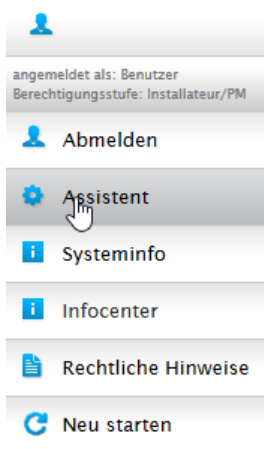 angemeldet als: Benutzer
Berechtigungsstufe: Installateur/PM
Abmelden
Assistent
Systeminfo
Infocenter
Rechtliche Hinweise
Neu starten